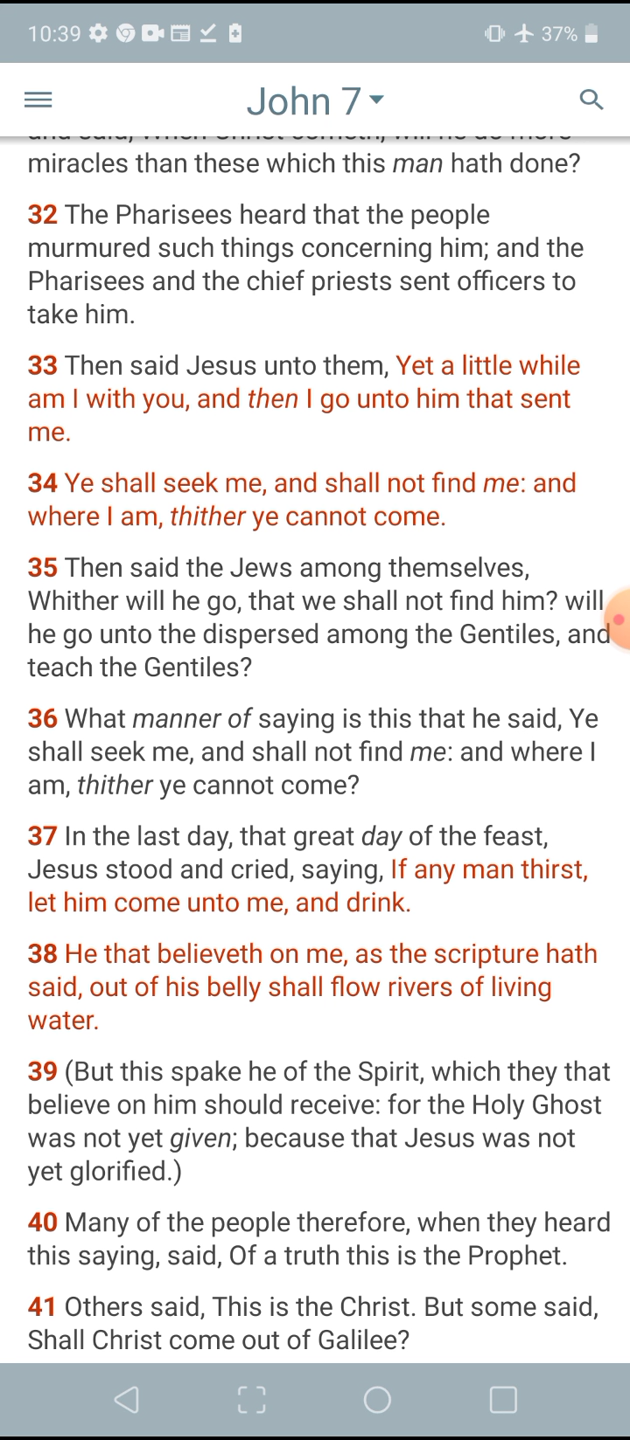 10:39
37%
John 7
miracles than these which this man hath done?
32 The Pharisees heard that the people
murmured such things concerning him; and the
Pharisees and the chief priests sent officers to
take him.
33 Then said Jesus unto them, Yet a little while
am I with you, and then I go unto him that sent
me.
34 Ye shall seek me, and shall not find me: and
where I am, thither ye cannot come.
35 Then said the Jews among themselves,
Whither will he go, that we shall not find him? will
he go unto the dispersed among the Gentiles, and
teach the Gentiles?
36 What manner of saying is this that he said, Ye
shall seek me, and shall not find me: and where I
am, thither ye cannot come?
37 In the last day, that great day of the feast,
Jesus stood and cried, saying, If any man thirst,
let him come unto me, and drink.
38 He that believeth on me, as the scripture hath
said, out of his belly shall flow rivers of living
water.
39 (But this spake he of the Spirit, which they that
believe on him should receive: for the Holy Ghost
was not yet given; because that Jesus was not
yet glorified.)
40 Many of the people therefore, when they heard
this saying, said, Of a truth this is the Prophet.
41 Others said, This is the Christ. But some said,
Shall Christ come out of Galilee?